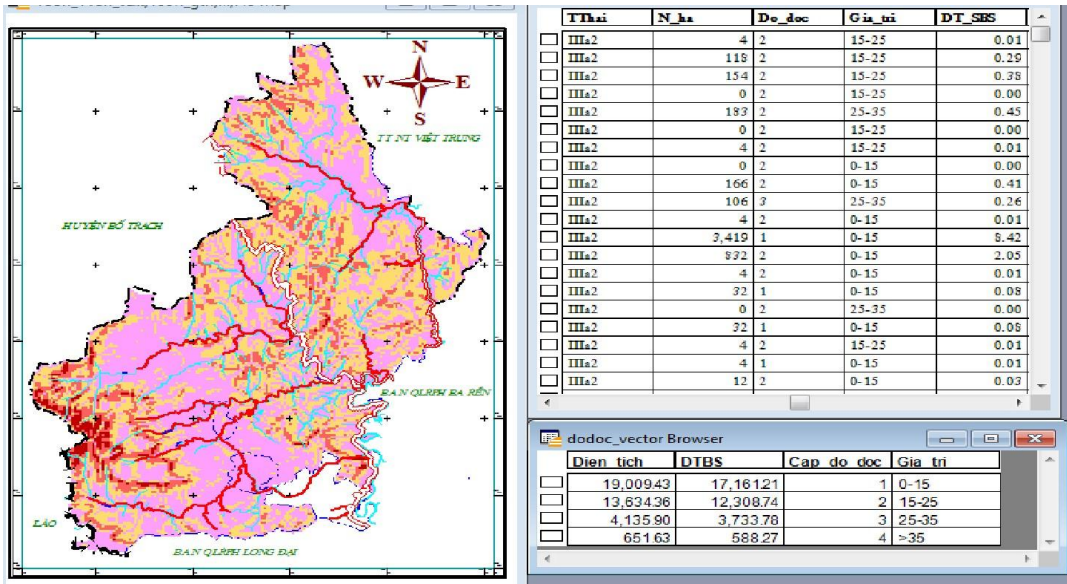 N
W E
S
TT NT VIỆT TRUNG
HUYỆN BỐ TRẠCH
BAN QLRPH BA RỀN
LÀO
BAN QLRPH LONG ĐẠI
TThai N_ha Do_doc Gia_tri DT_SBS
IIIa2 4 2 15-25 0.01
IIIa2 118 2 15-25 0.29
IIIa2 154 2 15-25 0.38
IIIa2 0 2 15-25 0.00
IIIa2 183 2 25-35 0.45
IIIa2 0 2 15-25 0.00
IIIa2 4 2 15-25 0.01
IIIa2 0 2 0-15 0.00
IIIa2 166 2 0-15 0.41
IIIa2 106 3 25-35 0.26
IIIa2 4 2 0-15 0.01
IIIa2 3,419 1 0-15 8.42
IIIa2 832 2 0-15 2.05
IIIa2 4 2 0-15 0.01
IIIa2 32 1 0-15 0.08
IIIa2 0 2 25-35 0.00
IIIa2 32 1 0-15 0.08
IIIa2 4 2 15-25 0.01
IIIa2 4 1 0-15 0.01
IIIa2 12 2 0-15 0.03
dodoc_vector Browser
Dien_tich DTBS Cap_do_doc Gia_tri
19,009.43 17,161.21 1 0-15
13,634.36 12,308.74 2 15-25
4,135.90 3,733.78 3 25-35
651.63 588.27 4 >35